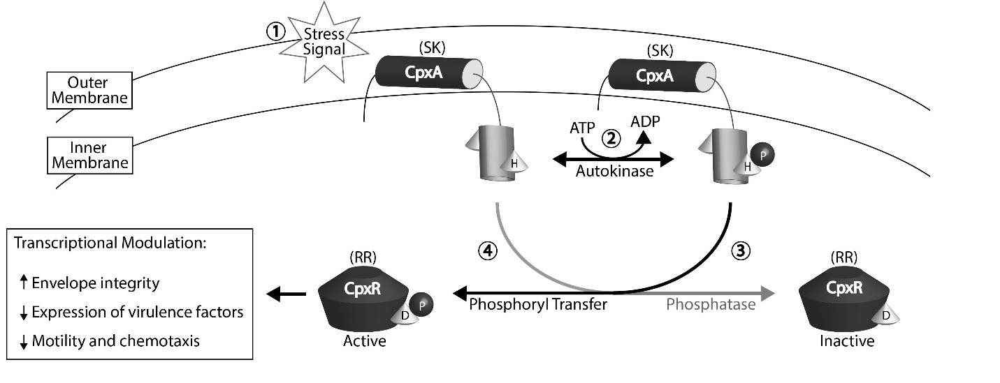 ①
Stress
Signal
(SK)
CpxA
(SK)
CpxA
Outer
Membrane
Inner
Membrane
ATP
②
ADP
Autokinase
H
H
P
④
③
Transcriptional Modulation:
↑ Envelope integrity
↓ Expression of virulence factors
↓ Motility and chemotaxis
(RR)
CpxR
D
P
Active
Phosphoryl Transfer
Phosphatase
(RR)
CpxR
D
Inactive